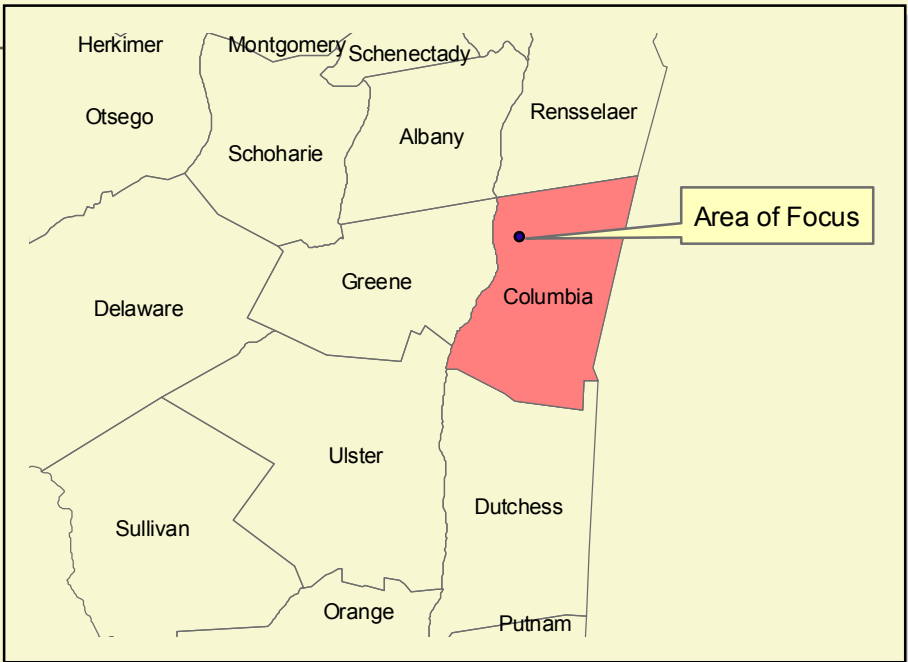 Herkimer
Montgomery
Schenectady
Otsego
Schoharie
Albany
Rensselaer
Area of Focus
Greene
Columbia
Delaware
Ulster
Dutchess
Sullivan
Orange
Putnam